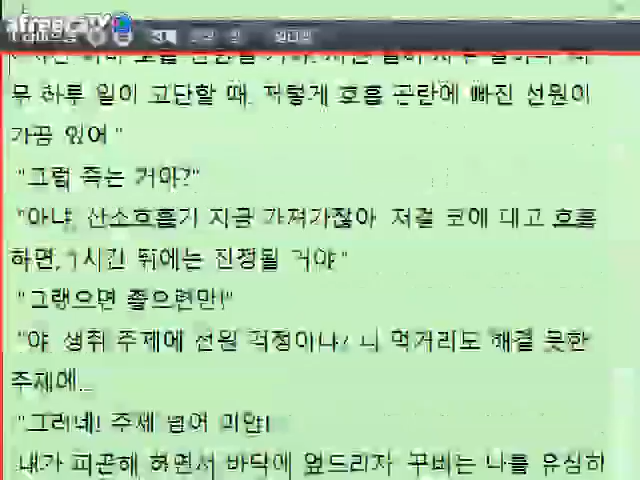 afreecaTV
무 하루 일이 고단할 때, 저렇게 호흡 곤란에 빠진 선원이
가끔 있어."
"그럼 죽는 거야?"
"아냐, 산소호흡기 지금 가져가잖아. 저걸 코에 대고 호흡
하면, 1시간 뒤에는 진정될 거야."
"그랬으면 좋으련만!"
"야, 생쥐 주제에 선원 걱정이냐? 니 먹거리도 해결 못한
주제에...
"그러네! 주제 넘어 미안!
내가 피곤해 하면서 바닥에 엎드리자, 꾸버는 나를 유심히